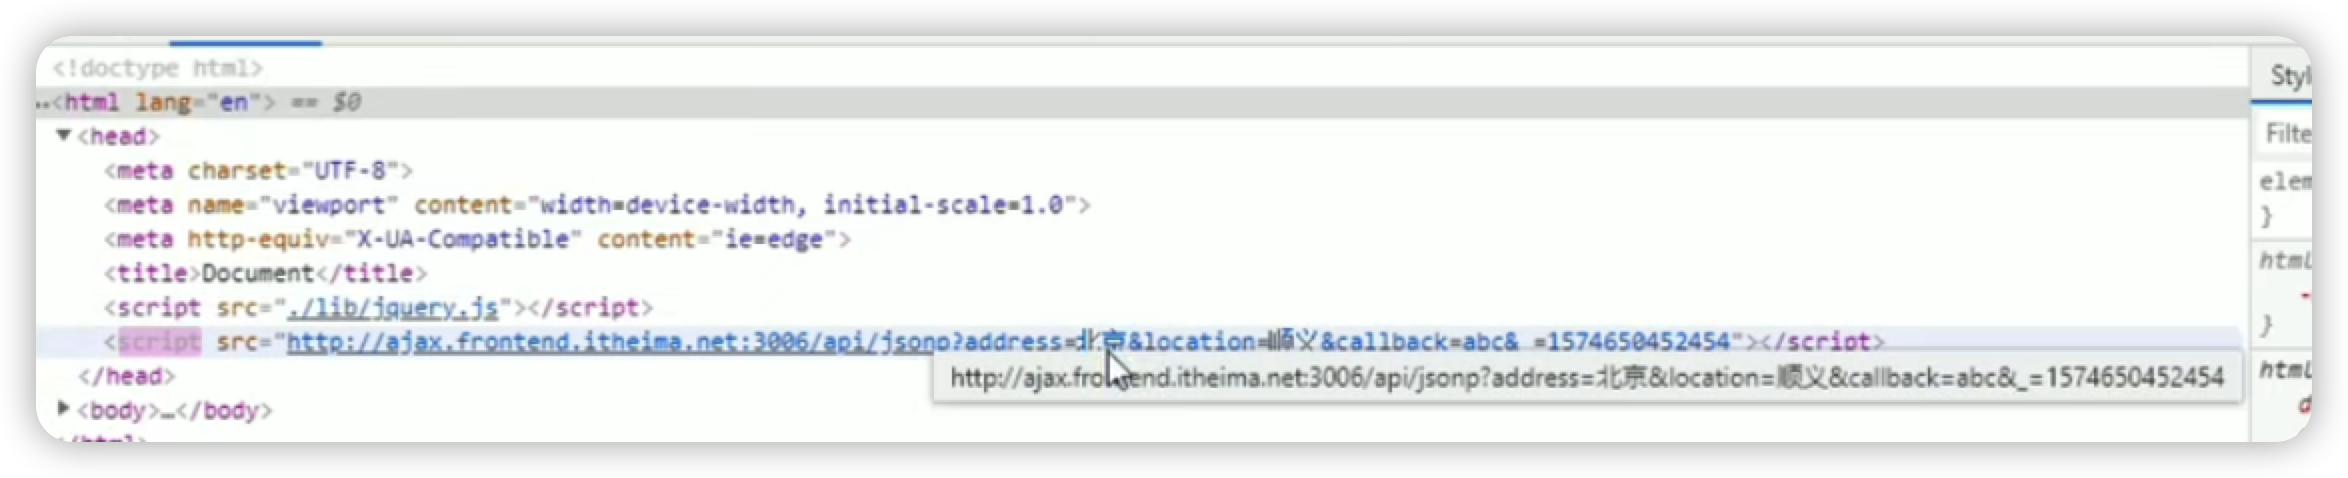 <!doctype html>
..<html lang="en"> == $0
▼<head>
<meta charset="UTF-8">
<meta name="viewport" content="width=device-width, initial-scale=1.0">
<meta http-equiv="X-UA-Compatible" content="ie=edge">
<title>Document</title>
<script src="./lib/jquery.js"></script>
<script src="http://ajax.frontend.itheima.net:3006/api/jsonp?address=北京&location=顺义&callback=abc&_=1574650452454"></script>
http://ajax.frontend.itheima.net:3006/api/jsonp?address=北京&location=顺义&callback=abc&_=1574650452454
</head>
▶<body>…</body>
</html>
Styl
Filte
elem
}
html
-
}
html
d